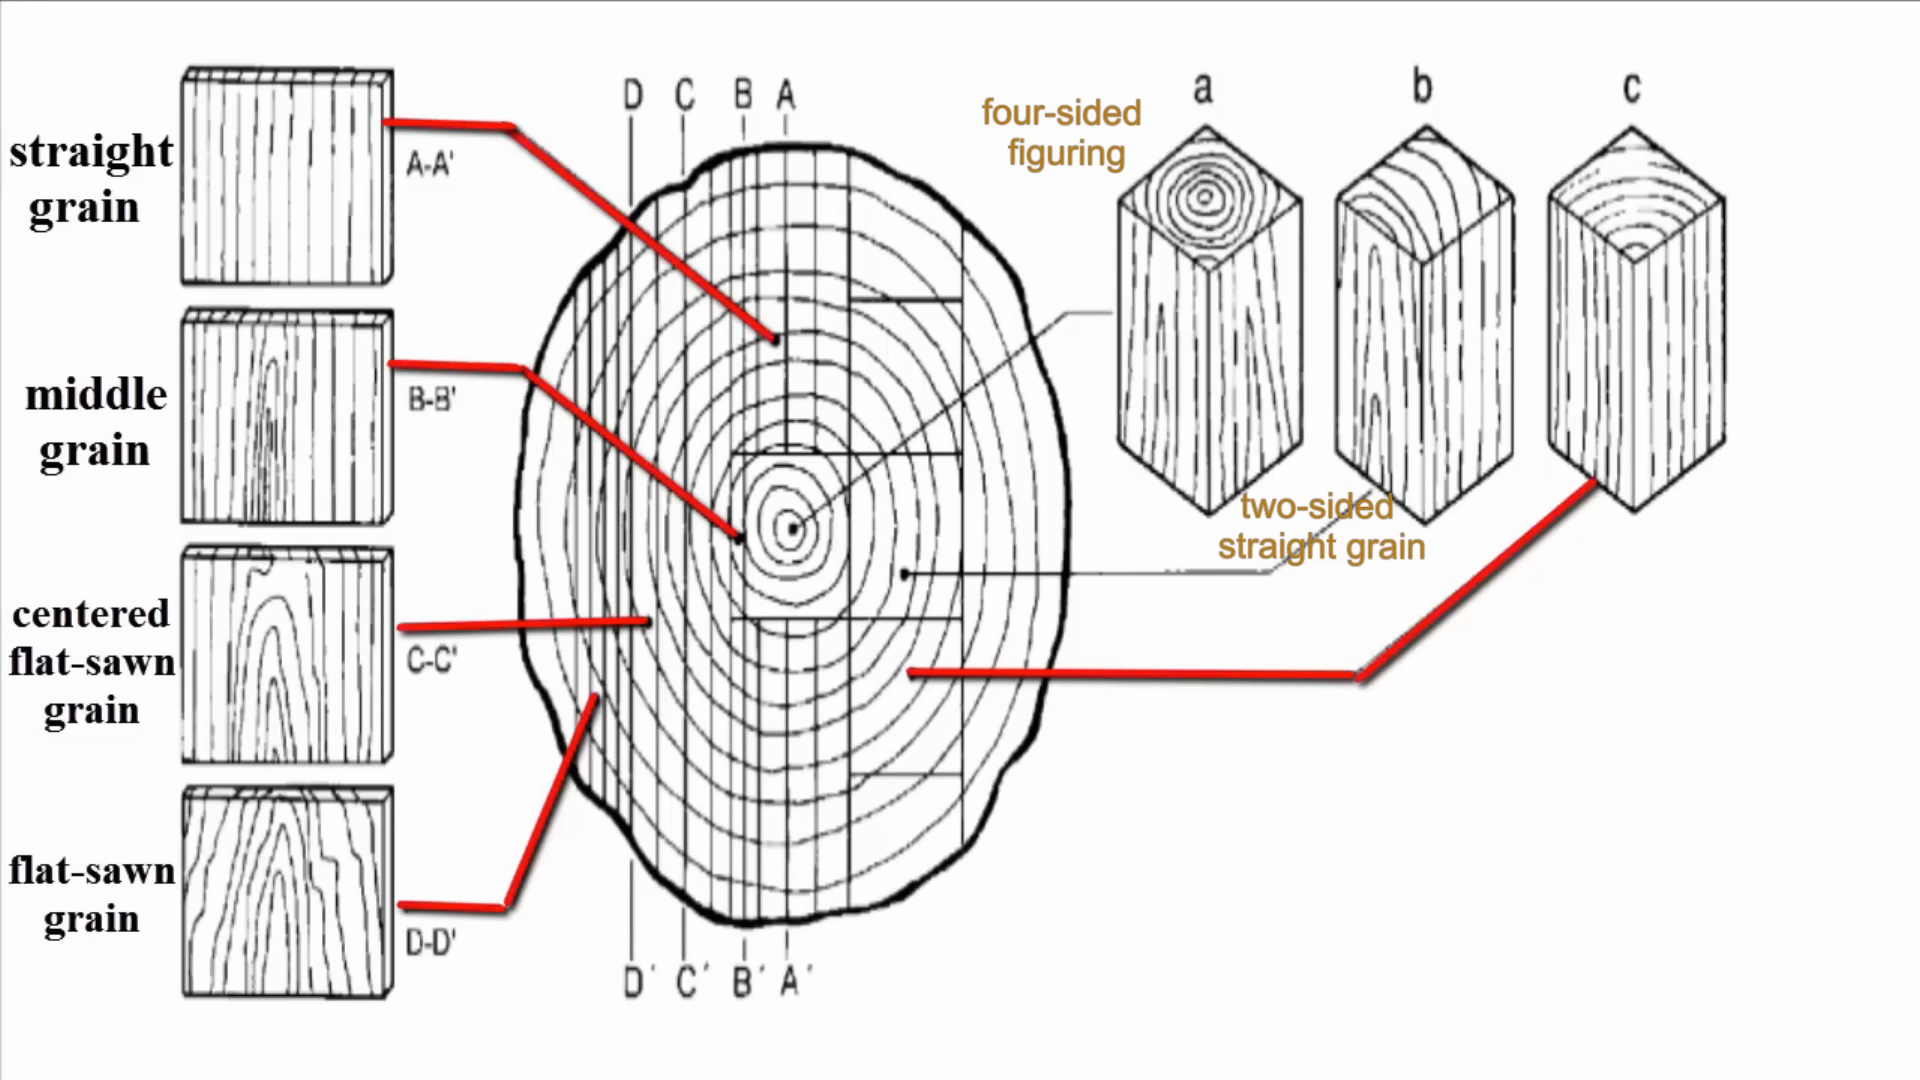 straight
grain
A-A'
middle
grain
B-B'
centered
flat-sawn
grain
C-C'
flat-sawn
grain
D-D'
D C B A
D' C' B' A'
four-sided
figuring
a b c
two-sided
straight grain